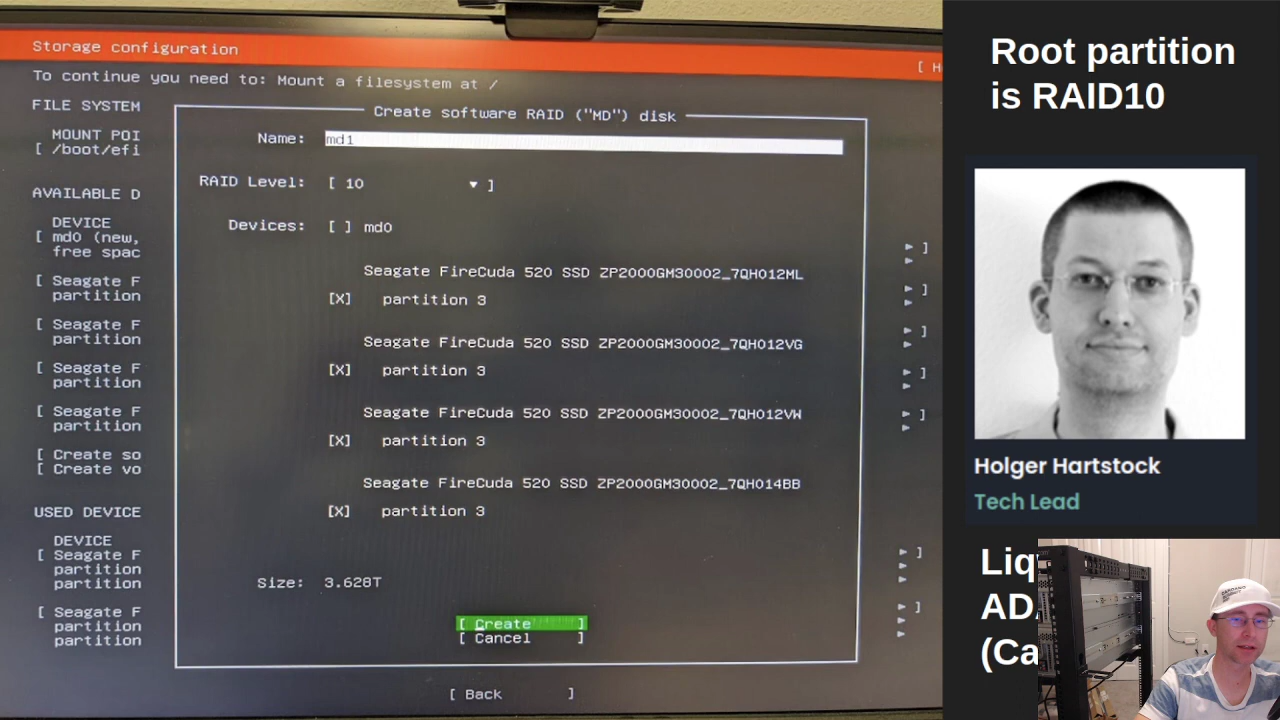 Storage configuration
[ H
To continue you need to: Mount a filesystem at /
FILE SYSTEM
MOUNT POI
[ /boot/efi
AVAILABLE D
DEVICE
[ md0 (new,
free spac
[ Seagate F
partition
[ Seagate F
partition
[ Seagate F
partition
[ Seagate F
partition
[ Create so
[ Create vo
USED DEVICE
DEVICE
[ Seagate F
partition
partition
[ Seagate F
partition
partition
Create software RAID ("MD") disk
Name: md1
RAID Level: [ 10 ▾ ]
Devices: [ ] md0
Seagate FireCuda 520 SSD ZP2000GM30002_7QH012ML
[X] partition 3
Seagate FireCuda 520 SSD ZP2000GM30002_7QH012VG
[X] partition 3
Seagate FireCuda 520 SSD ZP2000GM30002_7QH012VW
[X] partition 3
Seagate FireCuda 520 SSD ZP2000GM30002_7QH014BB
[X] partition 3
Size: 3.628T
[ Create ]
[ Cancel ]
[ Back ]
▸ ]
▸
▸ ]
▸
▸ ]
▸
▸ ]
▸
▸ ]
▸
▸ ]
▸
▸
▸ ]
▸
▸
Root partition
is RAID10
Holger Hartstock
Tech Lead
Liq
ADA
(Ca